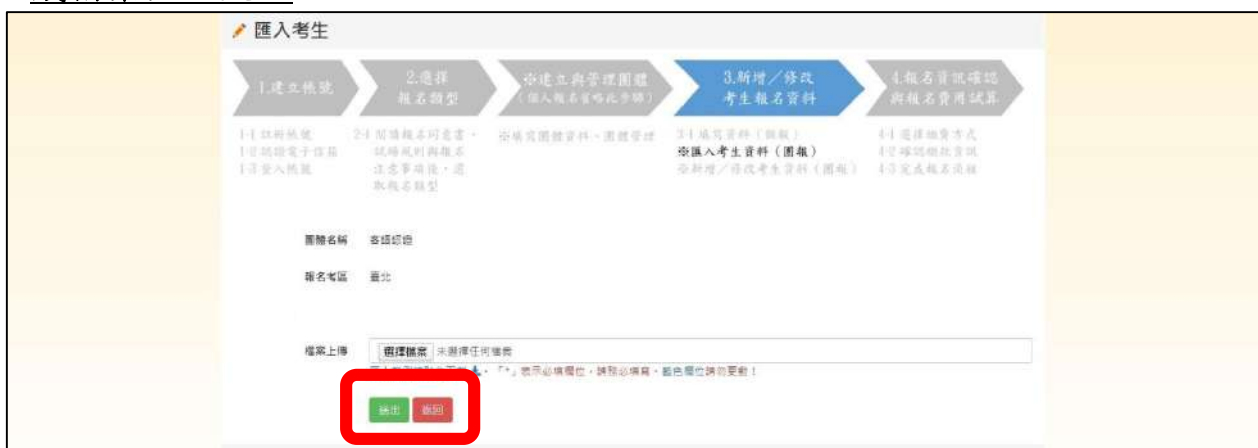 匯入考生
1.建立帳號
2.選擇
報名類型
※建立與管理團體
(個人報名省略此步驟)
3.新增／修改
考生報名資料
4.報名資訊確認
與報名費用試算
1-1 註冊帳號
1-2 認證電子信箱
1-3 登入帳號
2-1 閱讀報名同意書、
試場規則與報名
注意事項後，選
取報名類型
※填寫團體資料、團體管理
3-1 填寫資料（個報）
※匯入考生資料（團報）
※新增／修改考生資料（團報）
4-1 選擇繳費方式
4-2 確認繳款資訊
4-3 完成報名流程
團體名稱 客語認證
報名考區 臺北
檔案上傳 選擇檔案 未選擇任何檔案
「*」表示必填欄位，請務必填寫，藍色欄位請勿更動！
送出 返回